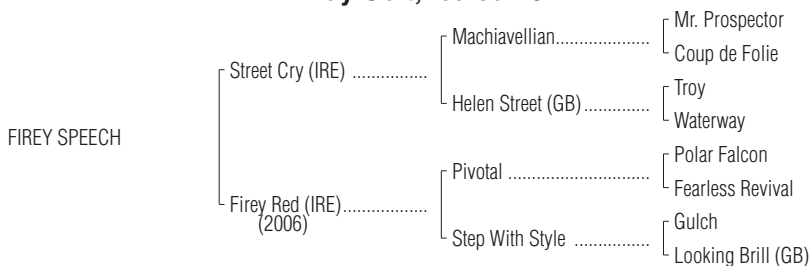 Mr. Prospector
Machiavellian....................
Coup de Folie
Street Cry (IRE) ................
Troy
Helen Street (GB)..............
Waterway
FIREY SPEECH
Polar Falcon
Pivotal ..............................
Fearless Revival
Firey Red (IRE)..................
(2006)
Gulch
Step With Style ................
Looking Brill (GB)